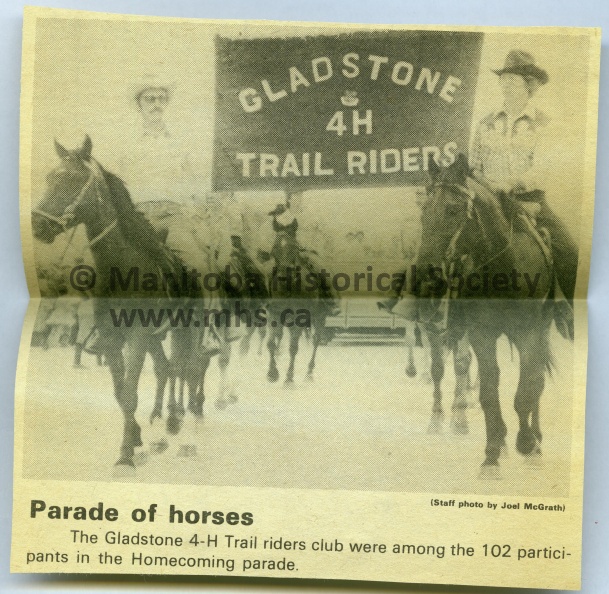 GLADSTONE
4H
TRAIL RIDERS
© Manitoba Historical Society
www.mhs.ca
(Staff photo by Joel McGrath)
Parade of horses
The Gladstone 4-H Trail riders club were among the 102 partici-
pants in the Homecoming parade.